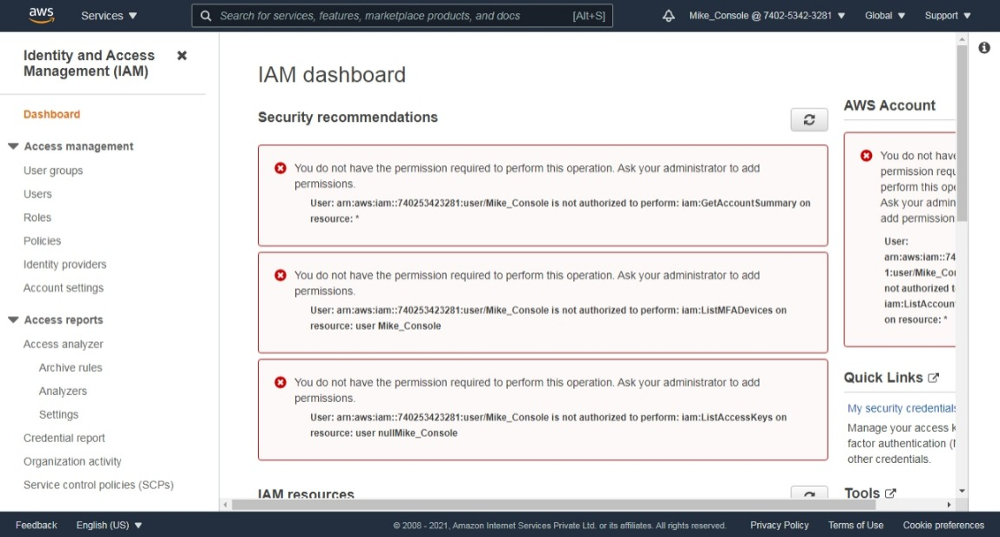 aws
Services
Search for services, features, marketplace products, and docs [Alt+S]
Mike_Console @ 7402-5342-3281
Global
Support
Identity and Access
Management (IAM)
Dashboard
Access management
User groups
Users
Roles
Policies
Identity providers
Account settings
Access reports
Access analyzer
Archive rules
Analyzers
Settings
Credential report
Organization activity
Service control policies (SCPs)
IAM dashboard
Security recommendations
You do not have the permission required to perform this operation. Ask your administrator to add
permissions.
User: arn:aws:iam::740253423281:user/Mike_Console is not authorized to perform: iam:GetAccountSummary on
resource: *
You do not have the permission required to perform this operation. Ask your administrator to add
permissions.
User: arn:aws:iam::740253423281:user/Mike_Console is not authorized to perform: iam:ListMFADevices on
resource: user Mike_Console
You do not have the permission required to perform this operation. Ask your administrator to add
permissions.
User: arn:aws:iam::740253423281:user/Mike_Console is not authorized to perform: iam:ListAccessKeys on
resource: user nullMike_Console
IAM resources
AWS Account
You do not have
permission requ
perform this ope
Ask your admin
add permission
User:
arn:aws:iam::74
1:user/Mike_Co
not authorized t
iam:ListAccoun
on resource: *
Quick Links
My security credentials
Manage your access k
factor authentication (
other credentials.
Tools
Feedback
English (US)
© 2008 - 2021, Amazon Internet Services Private Ltd. or its affiliates. All rights reserved.
Privacy Policy
Terms of Use
Cookie preferences